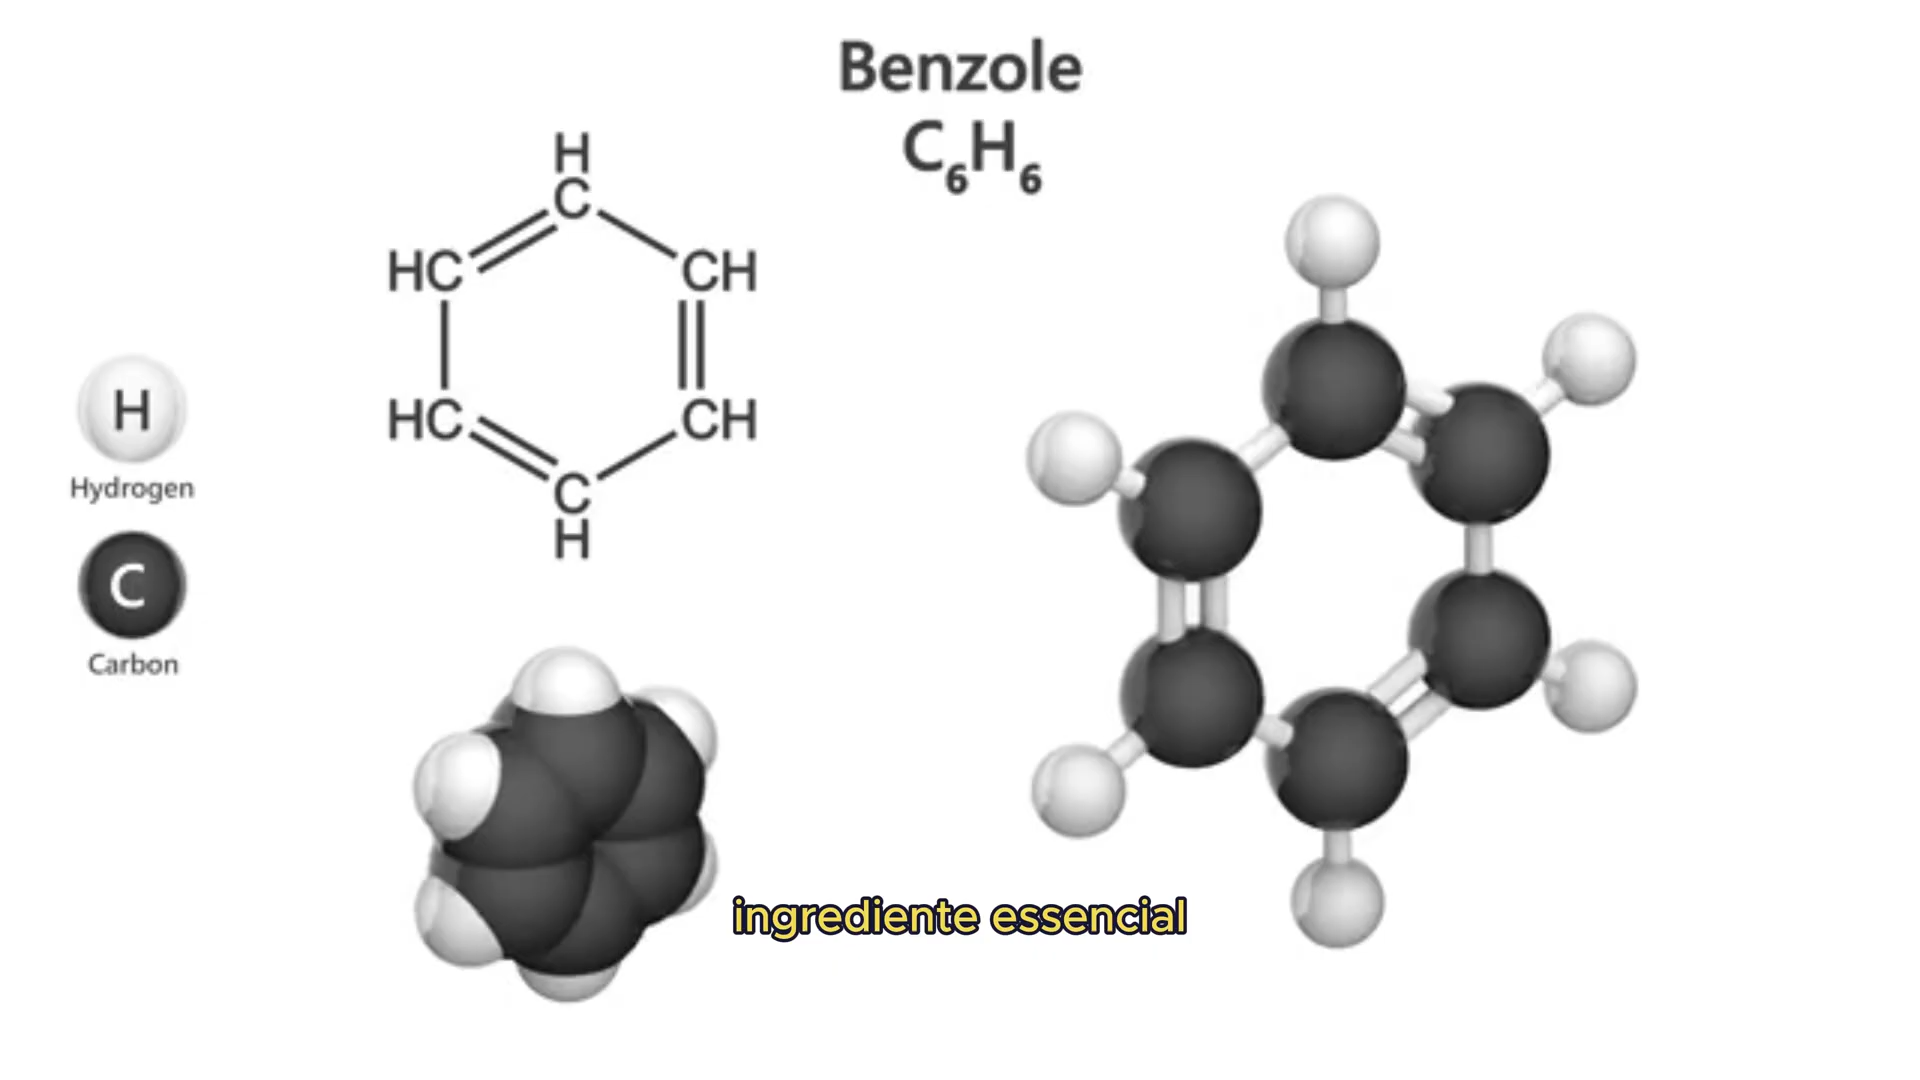 Benzole
C₆H₆
H
C
HC
CH
HC
CH
C
H
H
Hydrogen
C
Carbon
ingrediente essencial